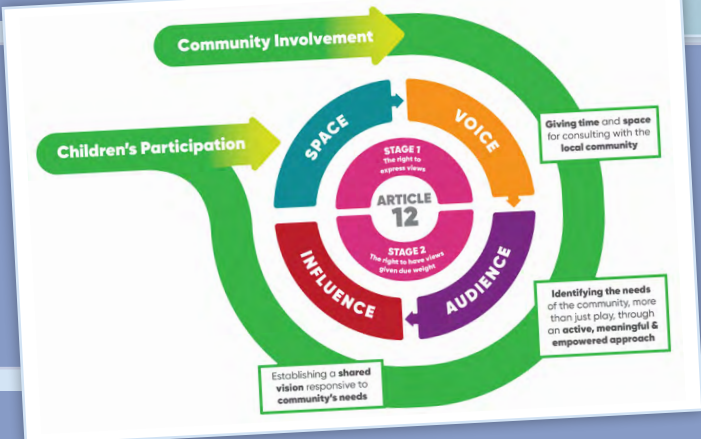 Community Involvement
Children's Participation
SPACE
VOICE
STAGE 1
The right to
express views
ARTICLE
12
STAGE 2
The right to have views
given due weight
INFLUENCE
AUDIENCE
Giving time and space
for consulting with the
local community
Identifying the needs
of the community, more
than just play, through
an active, meaningful &
empowered approach
Establishing a shared
vision responsive to
community's needs